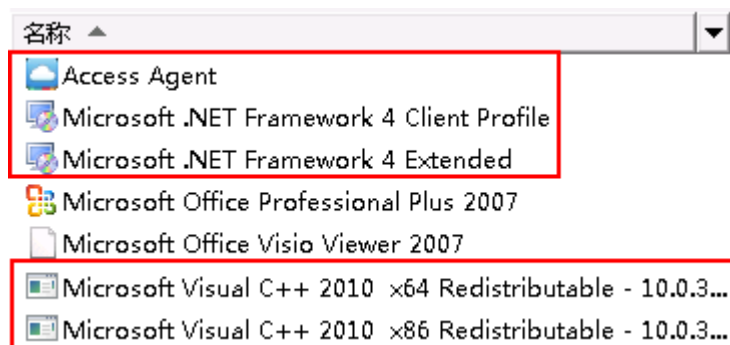 名称
Access Agent
Microsoft .NET Framework 4 Client Profile
Microsoft .NET Framework 4 Extended
Microsoft Office Professional Plus 2007
Microsoft Office Visio Viewer 2007
Microsoft Visual C++ 2010  x64 Redistributable - 10.0.3...
Microsoft Visual C++ 2010  x86 Redistributable - 10.0.3...